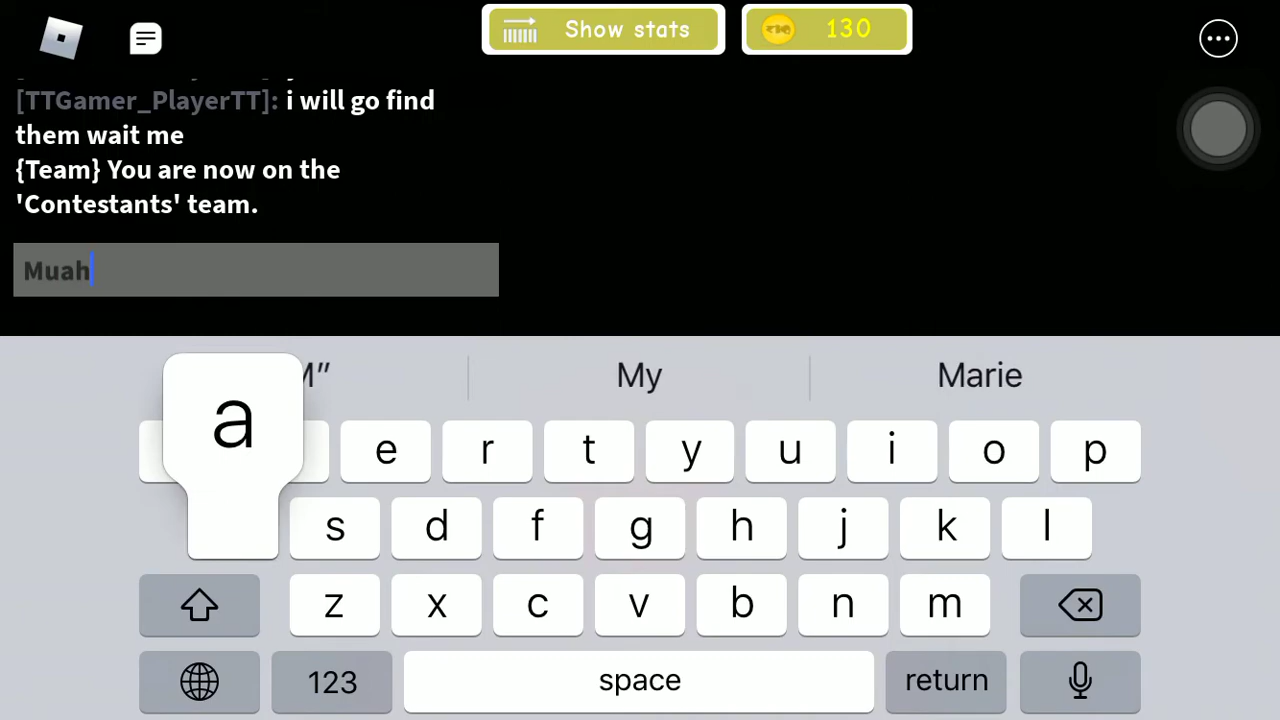 Show stats
130
[TTGamer_PlayerTT]: i will go find
them wait me
{Team} You are now on the
'Contestants' team.
Muah
My
Marie
a
e r t y u i o p
s d f g h j k l
z x c v b n m
123 space return